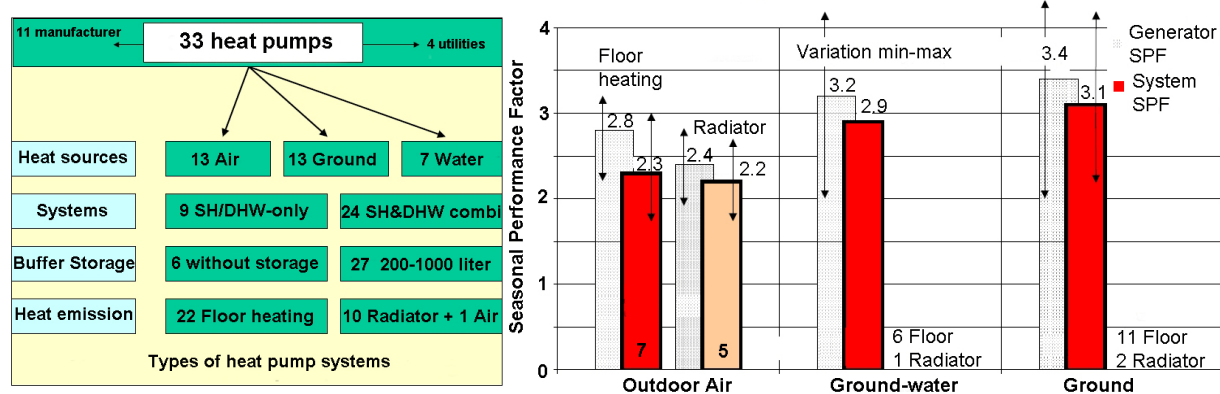 11 manufacturer
33 heat pumps
4 utilities
Heat sources
13 Air
13 Ground
7 Water
Systems
9 SH/DHW-only
24 SH&DHW combi
Buffer Storage
6 without storage
27 200-1000 liter
Heat emission
22 Floor heating
10 Radiator + 1 Air
Types of heat pump systems
Seasonal Performance Factor
4
3
2
1
0
Floor
heating
2.8
2.3
Radiator
2.4
2.2
7
5
Outdoor Air
Variation min-max
3.2
2.9
6 Floor
1 Radiator
Ground-water
3.4
3.1
11 Floor
2 Radiator
Ground
Generator
SPF
System
SPF